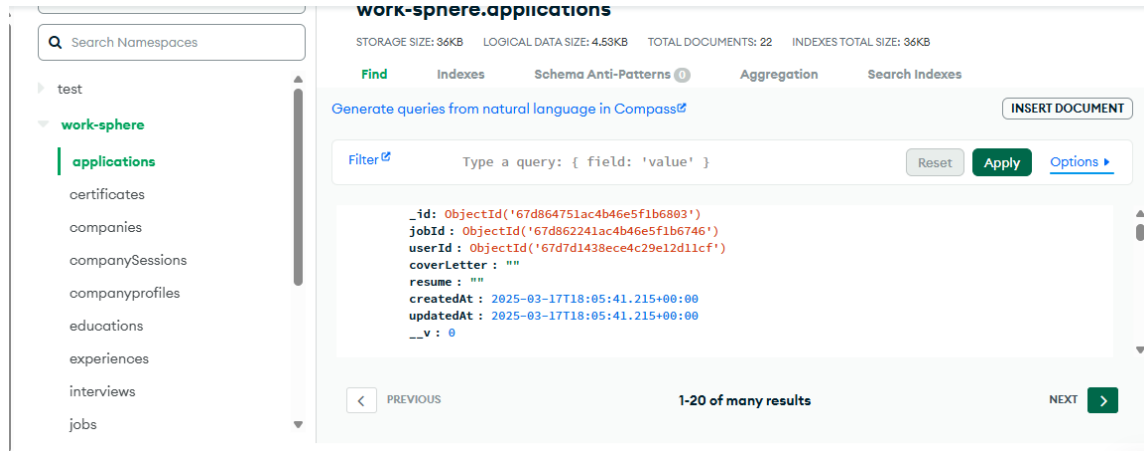 work-sphere.applications
STORAGE SIZE: 36KB LOGICAL DATA SIZE: 4.53KB TOTAL DOCUMENTS: 22 INDEXES TOTAL SIZE: 36KB
Find Indexes Schema Anti-Patterns 0 Aggregation Search Indexes
Generate queries from natural language in Compass
INSERT DOCUMENT
Filter Type a query: { field: 'value' } Reset Apply Options
_id: ObjectId('67d864751ac4b46e5f1b6803')
jobId : ObjectId('67d862241ac4b46e5f1b6746')
userId : ObjectId('67d7d1438ece4c29e12d11cf')
coverLetter : ""
resume : ""
createdAt : 2025-03-17T18:05:41.215+00:00
updatedAt : 2025-03-17T18:05:41.215+00:00
__v : 0
PREVIOUS 1-20 of many results NEXT
Search Namespaces
test
work-sphere
applications
certificates
companies
companySessions
companyprofiles
educations
experiences
interviews
jobs